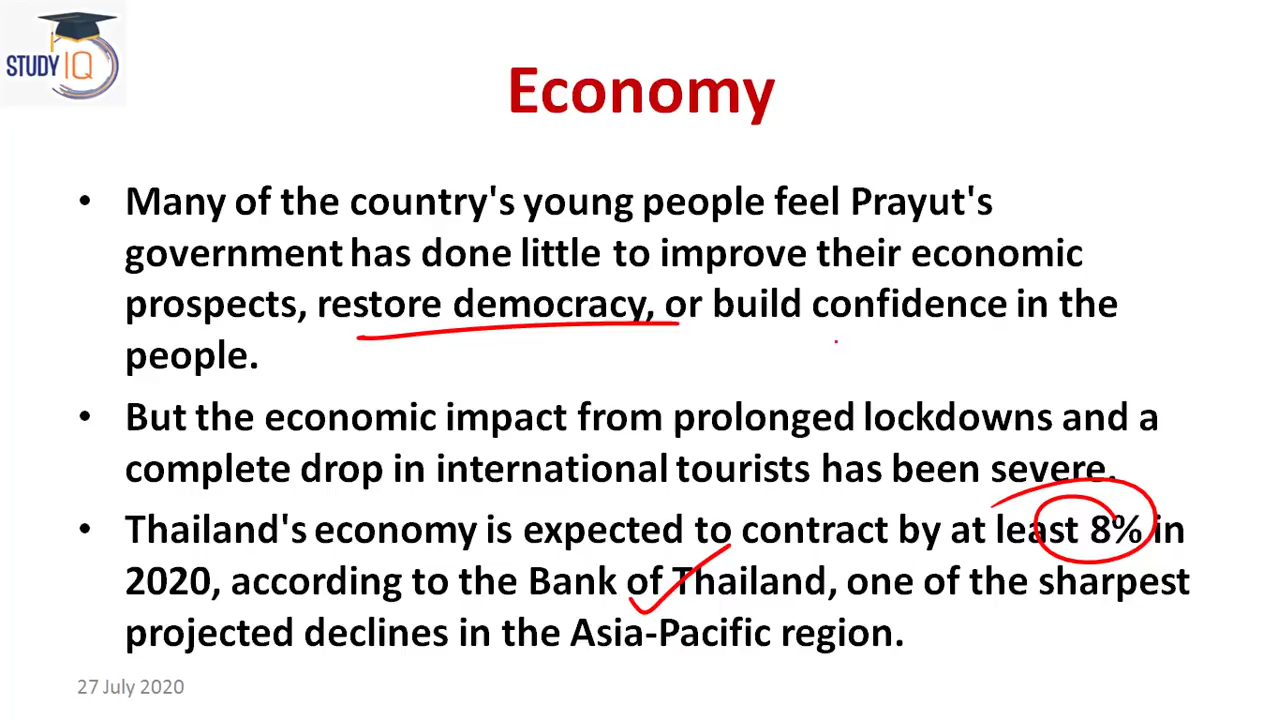 STUDY IQ
Economy
• Many of the country's young people feel Prayut's
government has done little to improve their economic
prospects, restore democracy, or build confidence in the
people.
• But the economic impact from prolonged lockdowns and a
complete drop in international tourists has been severe.
• Thailand's economy is expected to contract by at least 8% in
2020, according to the Bank of Thailand, one of the sharpest
projected declines in the Asia-Pacific region.
27 July 2020